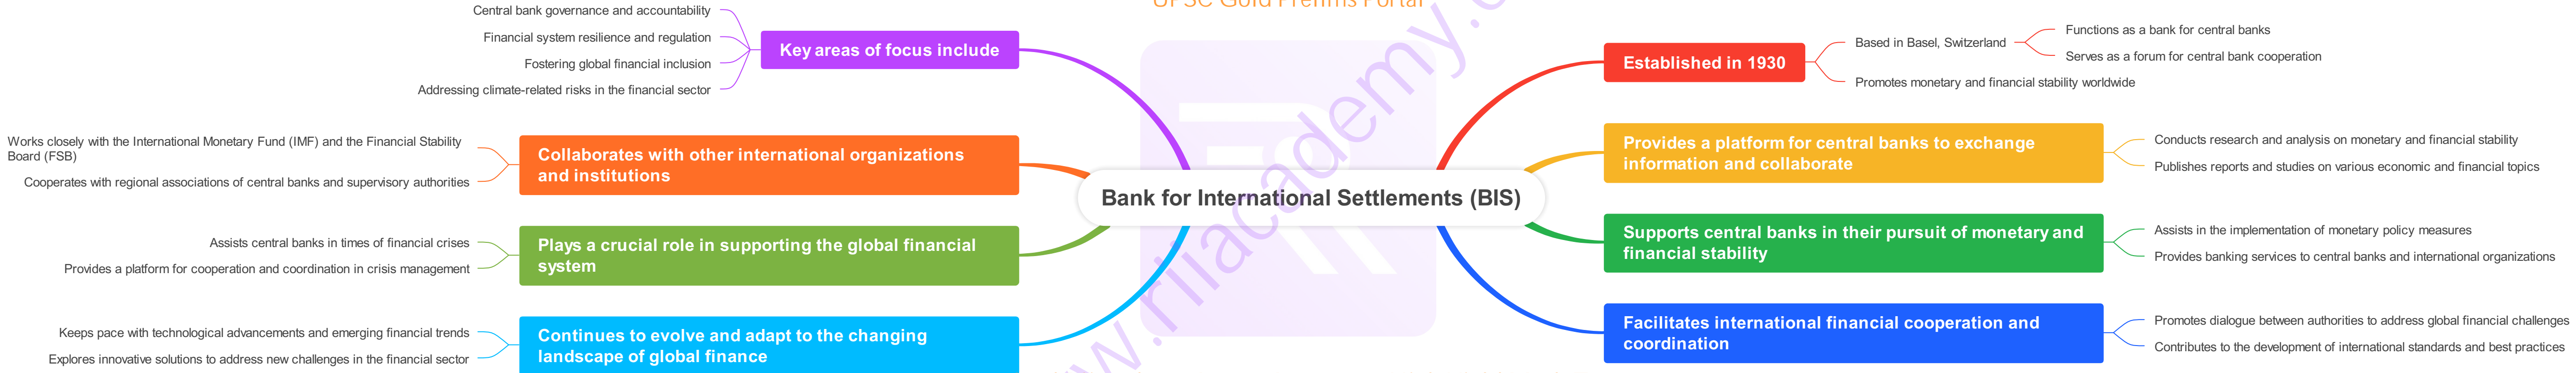 UPSC Gold Prelims Portal
Bank for International Settlements (BIS)
Established in 1930
Based in Basel, Switzerland
Functions as a bank for central banks
Serves as a forum for central bank cooperation
Promotes monetary and financial stability worldwide
Provides a platform for central banks to exchange
information and collaborate
Conducts research and analysis on monetary and financial stability
Publishes reports and studies on various economic and financial topics
Supports central banks in their pursuit of monetary and
financial stability
Assists in the implementation of monetary policy measures
Provides banking services to central banks and international organizations
Facilitates international financial cooperation and
coordination
Promotes dialogue between authorities to address global financial challenges
Contributes to the development of international standards and best practices
Key areas of focus include
Central bank governance and accountability
Financial system resilience and regulation
Fostering global financial inclusion
Addressing climate-related risks in the financial sector
Collaborates with other international organizations
and institutions
Works closely with the International Monetary Fund (IMF) and the Financial Stability
Board (FSB)
Cooperates with regional associations of central banks and supervisory authorities
Plays a crucial role in supporting the global financial
system
Assists central banks in times of financial crises
Provides a platform for cooperation and coordination in crisis management
Continues to evolve and adapt to the changing
landscape of global finance
Keeps pace with technological advancements and emerging financial trends
Explores innovative solutions to address new challenges in the financial sector